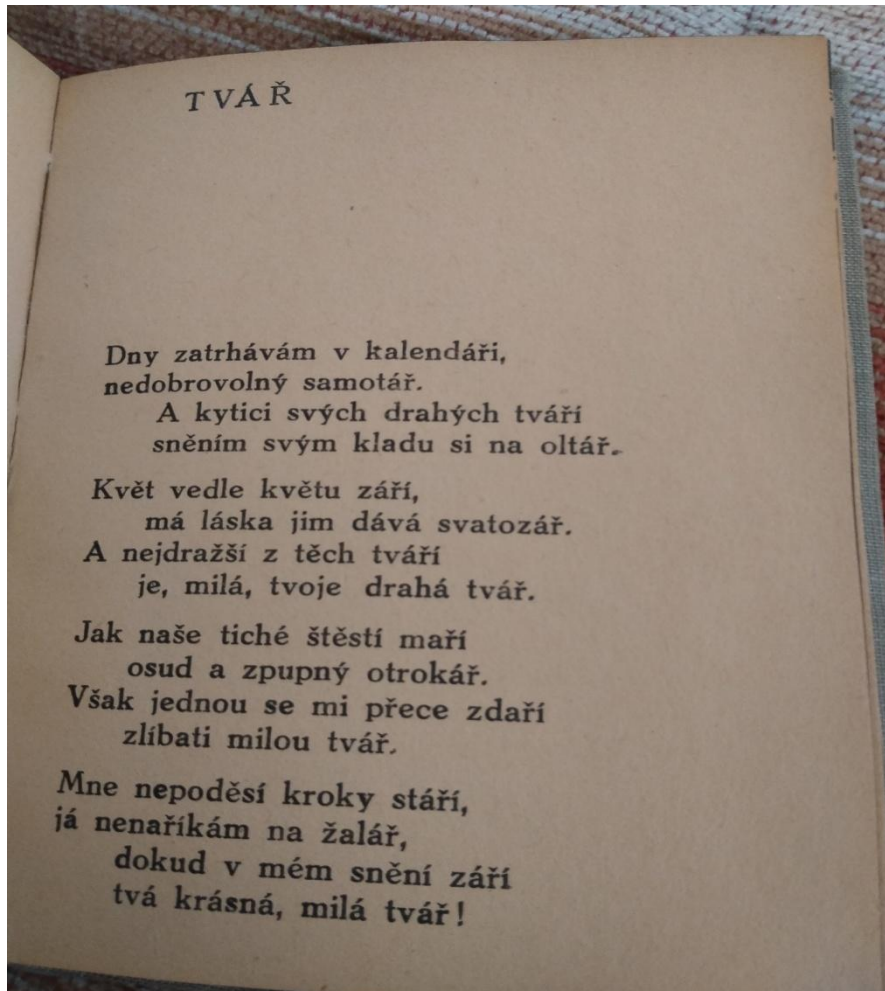 TVÁŘ
Dny zatrhávám v kalendáři,
nedobrovolný samotář.
A kytici svých drahých tváří
sněním svým kladu si na oltář.
Květ vedle květu září,
má láska jim dává svatozář.
A nejdražší z těch tváří
je, milá, tvoje drahá tvář.
Jak naše tiché štěstí maří
osud a zpupný otrokář.
Však jednou se mi přece zdaří
zlíbati milou tvář.
Mne nepoděsí kroky stáří,
já nenaříkám na žalář,
dokud v mém snění září
tvá krásná, milá tvář!